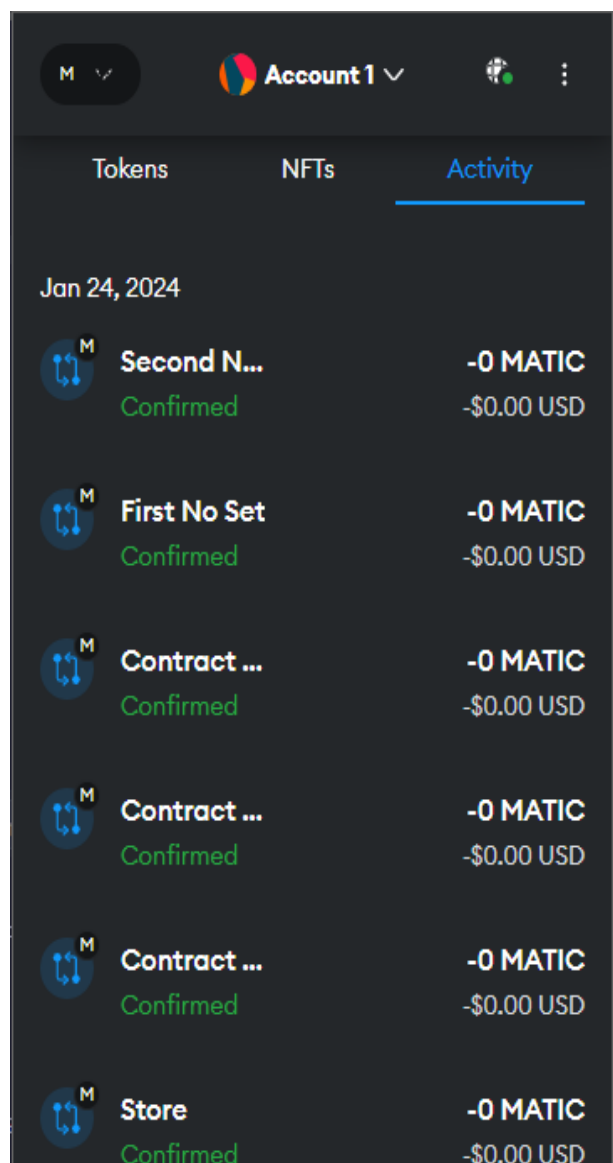 M Account 1
Tokens NFTs Activity
Jan 24, 2024
M Second N... -0 MATIC
Confirmed -$0.00 USD
M First No Set -0 MATIC
Confirmed -$0.00 USD
M Contract ... -0 MATIC
Confirmed -$0.00 USD
M Contract ... -0 MATIC
Confirmed -$0.00 USD
M Contract ... -0 MATIC
Confirmed -$0.00 USD
M Store -0 MATIC
Confirmed -$0.00 USD